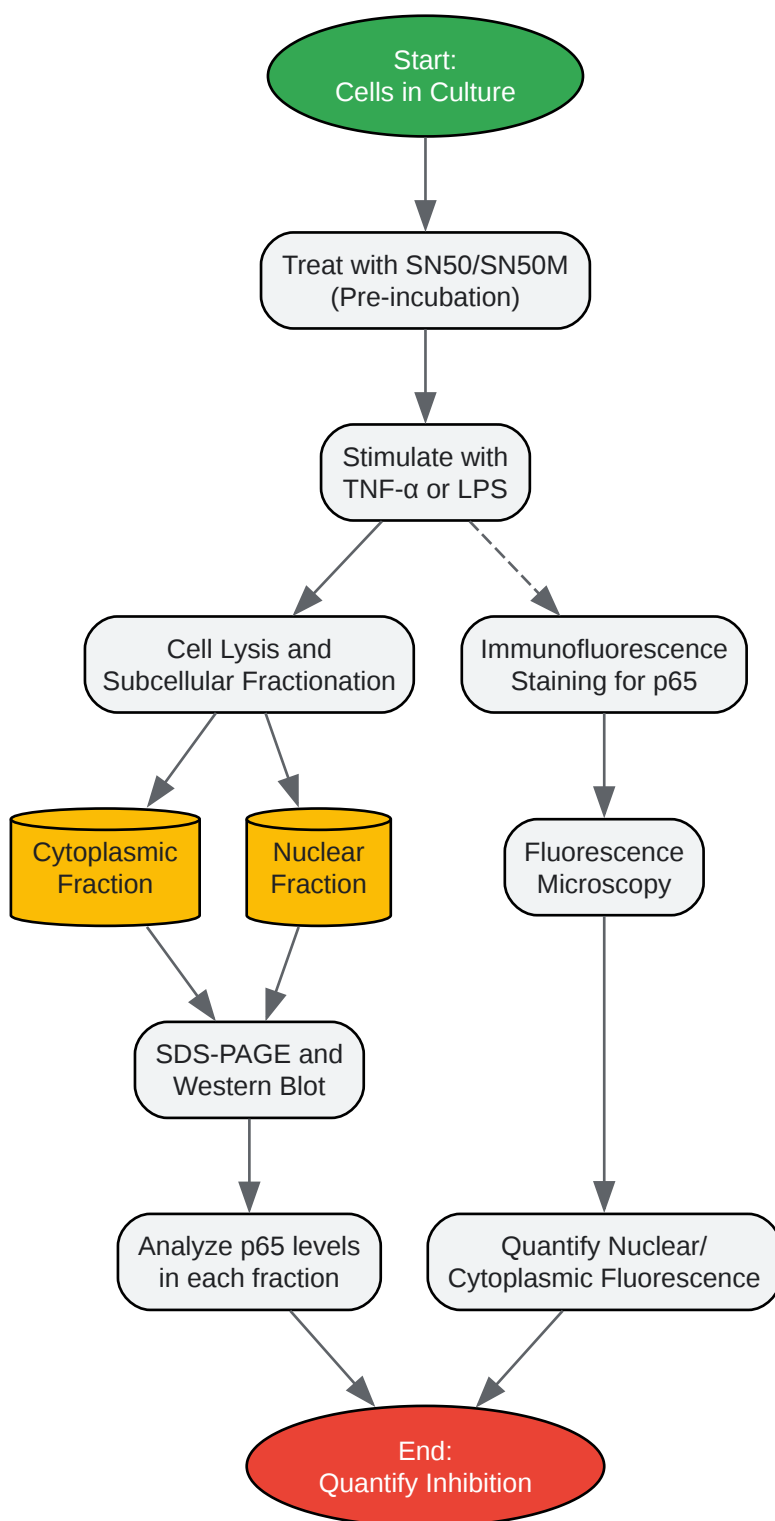 Start:
Cells in Culture
Treat with SN50/SN50M
(Pre-incubation)
Stimulate with
TNF-α or LPS
Cell Lysis and
Subcellular Fractionation
Immunofluorescence
Staining for p65
Cytoplasmic
Fraction
Nuclear
Fraction
Fluorescence
Microscopy
SDS-PAGE and
Western Blot
Analyze p65 levels
in each fraction
Quantify Nuclear/
Cytoplasmic Fluorescence
End:
Quantify Inhibition